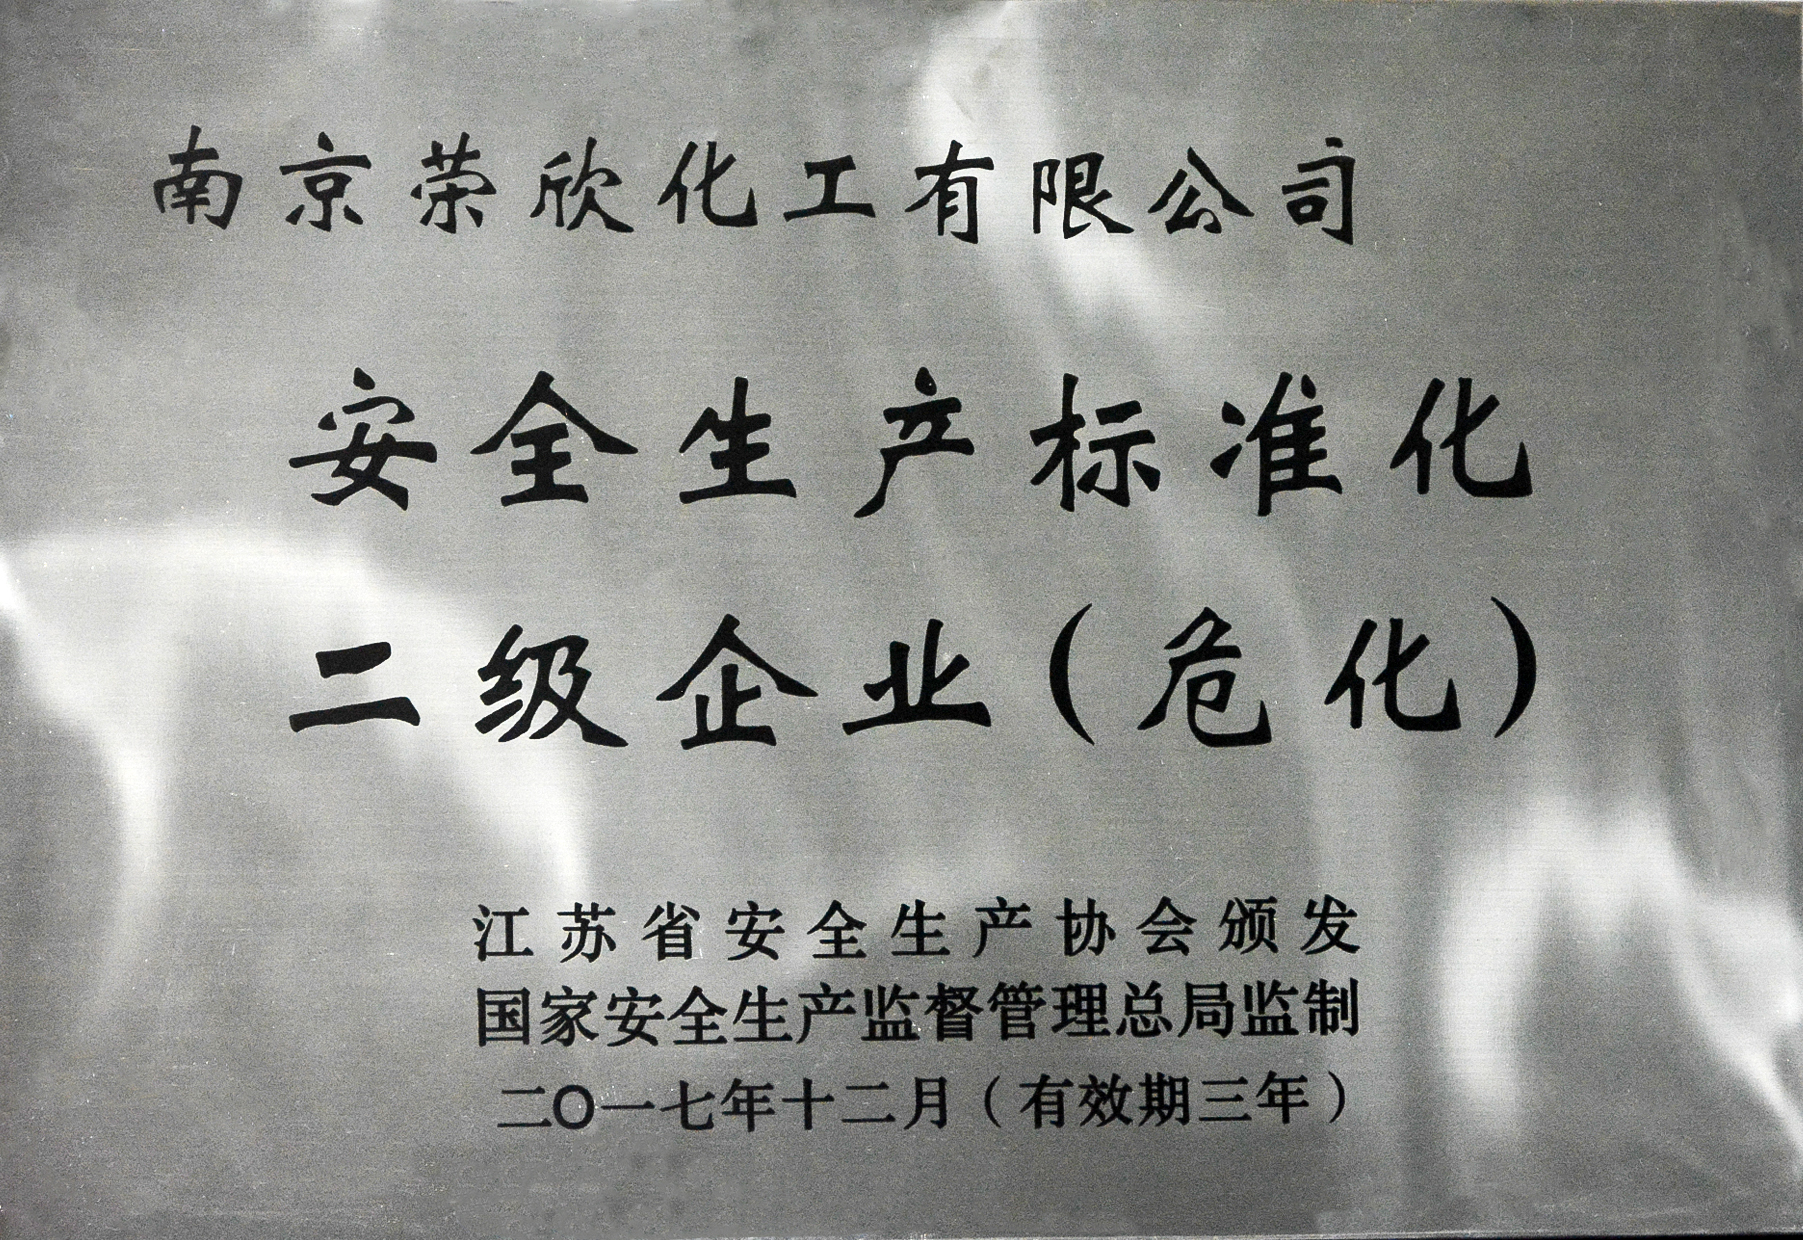 南京荣欣化工有限公司
安全生产标准化
二级企业(危化)
江苏省安全生产协会颁发
国家安全生产监督管理总局监制
二〇一七年十二月(有效期三年)